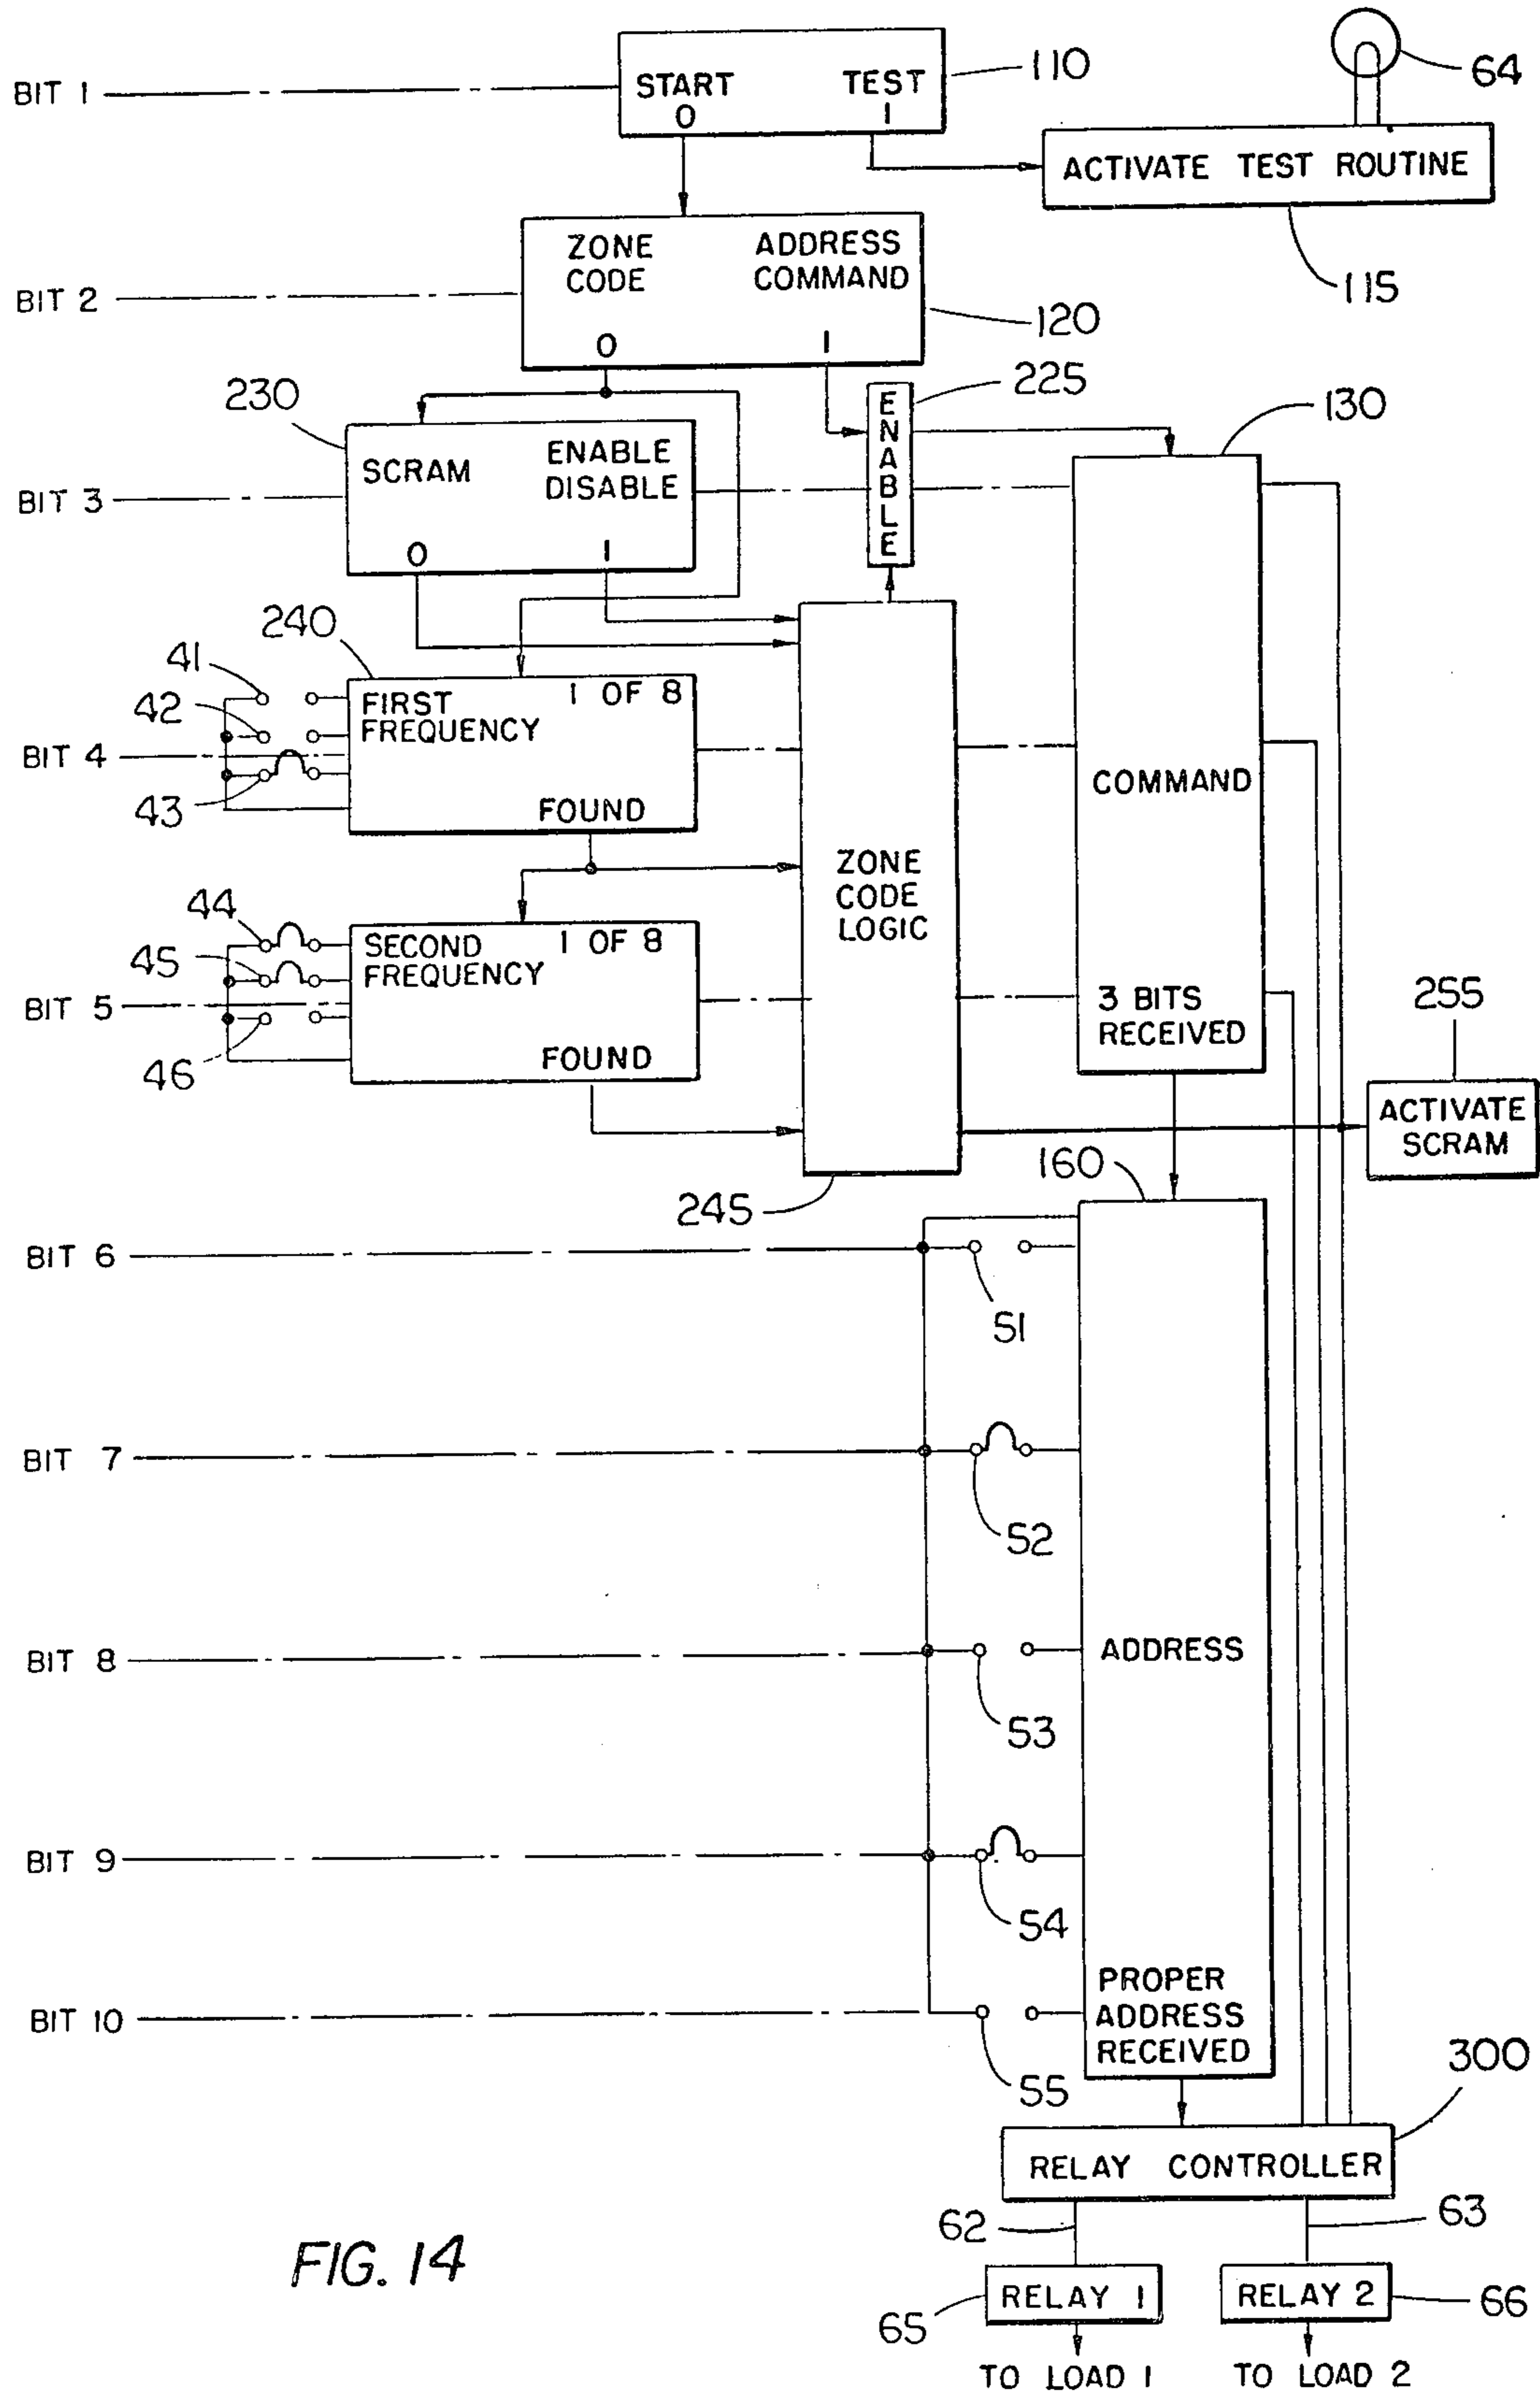 BIT 1
START
0
TEST
1
110
64
ACTIVATE TEST ROUTINE
115
BIT 2
ZONE
CODE
0
ADDRESS
COMMAND
1
120
225
ENABLE
130
230
BIT 3
SCRAM
0
ENABLE
DISABLE
1
240
41
42
BIT 4
43
FIRST
FREQUENCY
1 OF 8
FOUND
ZONE
CODE
LOGIC
COMMAND
44
45
BIT 5
46
SECOND
FREQUENCY
1 OF 8
FOUND
3 BITS
RECEIVED
255
ACTIVATE
SCRAM
245
160
BIT 6
51
BIT 7
52
BIT 8
ADDRESS
53
BIT 9
54
BIT 10
PROPER
ADDRESS
RECEIVED
55
300
RELAY CONTROLLER
62
63
RELAY 1
65
RELAY 2
66
TO LOAD 1
TO LOAD 2
FIG. 14